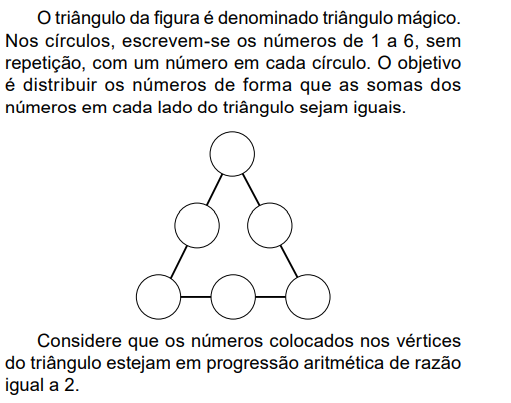 O triângulo da figura é denominado triângulo mágico.
Nos círculos, escrevem-se os números de 1 a 6, sem
repetição, com um número em cada círculo. O objetivo
é distribuir os números de forma que as somas dos
números em cada lado do triângulo sejam iguais.
Considere que os números colocados nos vértices
do triângulo estejam em progressão aritmética de razão
igual a 2.